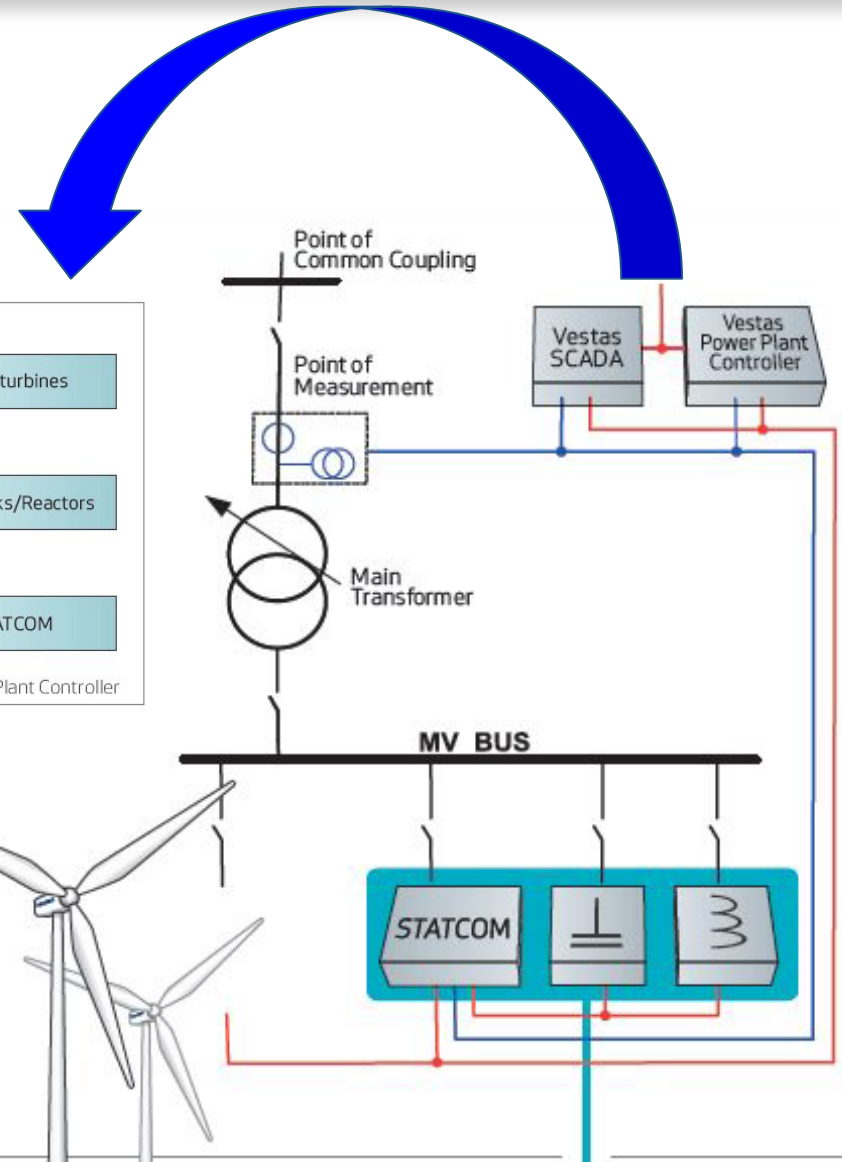 Point of
Common Coupling
Point of
Measurement
Vestas
SCADA
Vestas
Power Plant
Controller
turbines
ks/Reactors
ATCOM
Plant Controller
Main
Transformer
MV BUS
STATCOM